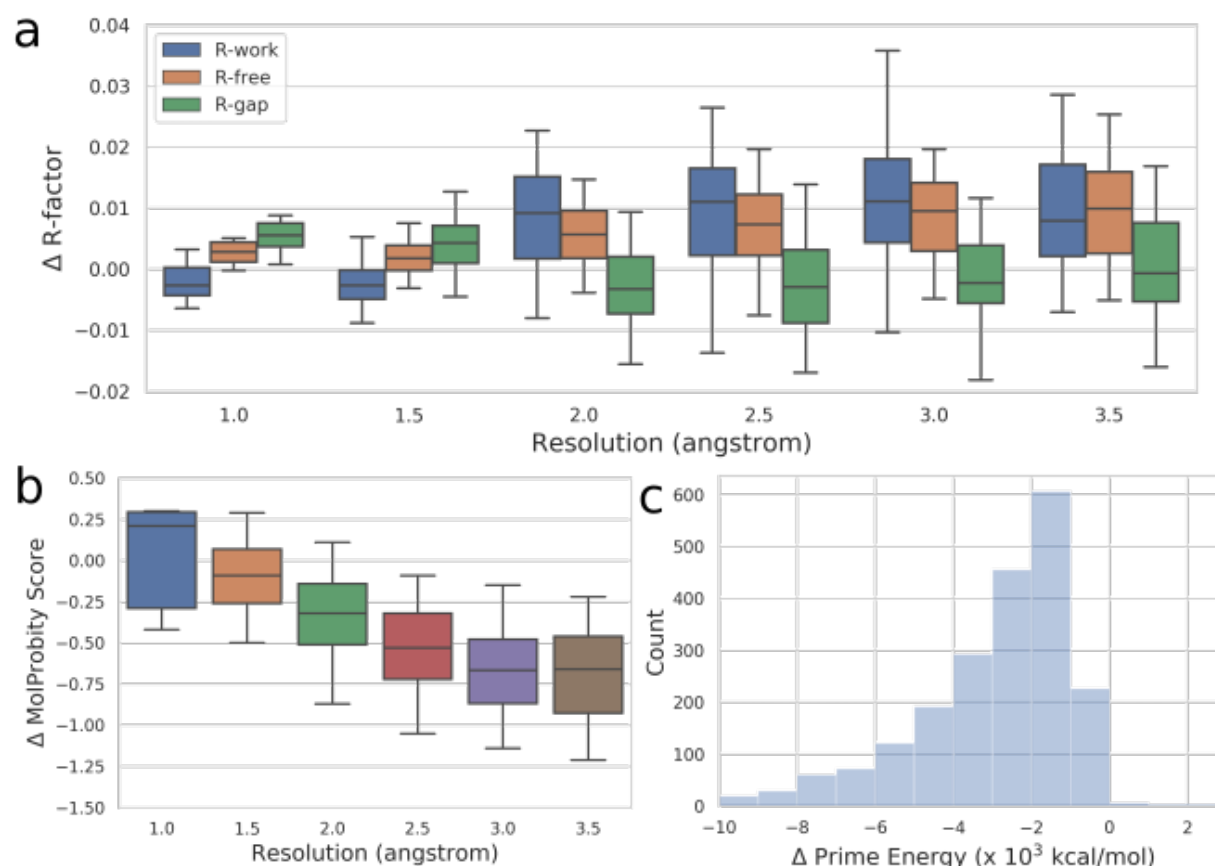 a
0.04
0.03
0.02
0.01
0.00
−0.01
−0.02
Δ R-factor
R-work
R-free
R-gap
1.0 1.5 2.0 2.5 3.0 3.5
Resolution (angstrom)
b
0.50
0.25
0.00
−0.25
−0.50
−0.75
−1.00
−1.25
−1.50
Δ MolProbity Score
1.0 1.5 2.0 2.5 3.0 3.5
Resolution (angstrom)
c
600
500
400
300
200
100
0
Count
−10 −8 −6 −4 −2 0 2
Δ Prime Energy (x 10³ kcal/mol)